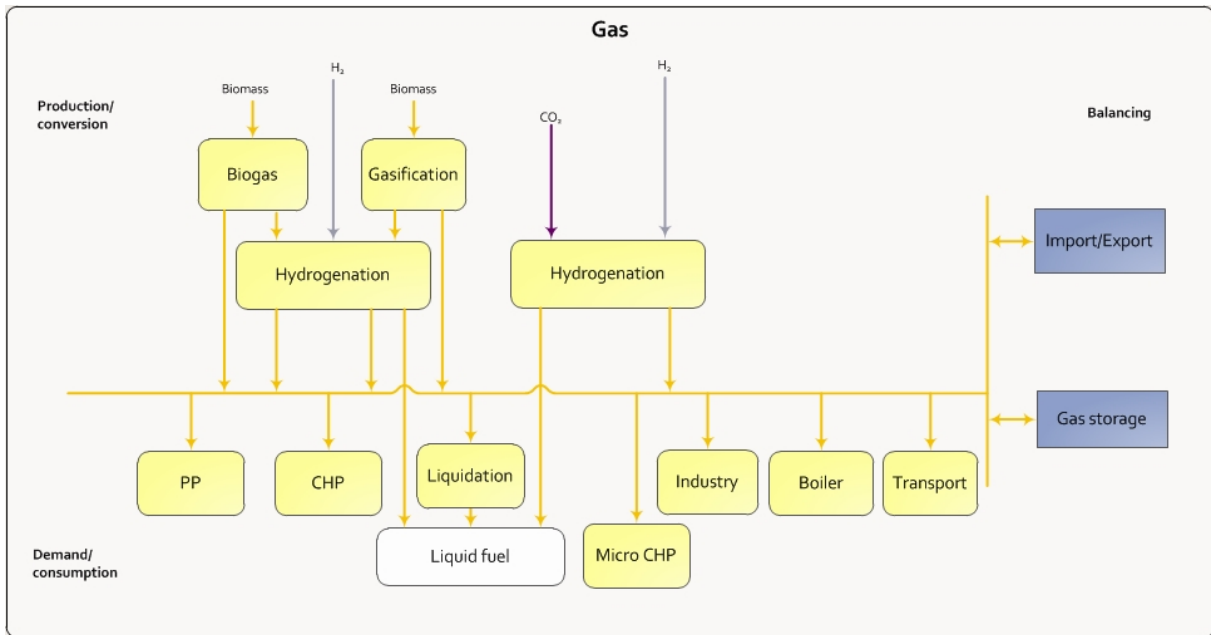 Gas
H₂
H₂
Biomass
Biomass
Production/
conversion
CO₂
Balancing
Biogas
Gasification
Import/Export
Hydrogenation
Hydrogenation
Gas storage
PP
CHP
Liquidation
Industry
Boiler
Transport
Demand/
consumption
Liquid fuel
Micro CHP